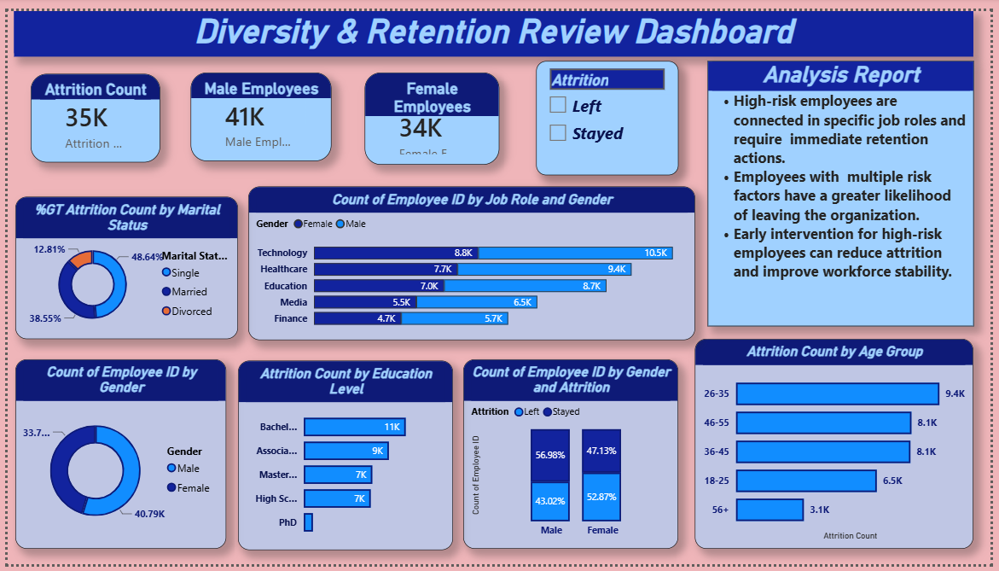 Diversity & Retention Review Dashboard
Attrition Count
35K
Attrition ...
Male Employees
41K
Male Empl...
Female
Employees
34K
Attrition
Left
Stayed
Analysis Report
• High-risk employees are
connected in specific job roles and
require immediate retention
actions.
• Employees with multiple risk
factors have a greater likelihood
of leaving the organization.
• Early intervention for high-risk
employees can reduce attrition
and improve workforce stability.
%GT Attrition Count by Marital
Status
12.81%
48.64%
38.55%
Marital Stat...
Single
Married
Divorced
Count of Employee ID by Job Role and Gender
Gender Female Male
Technology 8.8K 10.5K
Healthcare 7.7K 9.4K
Education 7.0K 8.7K
Media 5.5K 6.5K
Finance 4.7K 5.7K
Count of Employee ID by
Gender
33.7...
40.79K
Gender
Male
Female
Attrition Count by Education
Level
Bachel... 11K
Associa... 9K
Master... 7K
High Sc... 7K
PhD
Count of Employee ID by Gender
and Attrition
Attrition Left Stayed
Count of Employee ID
56.98% 47.13%
43.02% 52.87%
Male Female
Attrition Count by Age Group
26-35 9.4K
46-55 8.1K
36-45 8.1K
18-25 6.5K
56+ 3.1K
Attrition Count